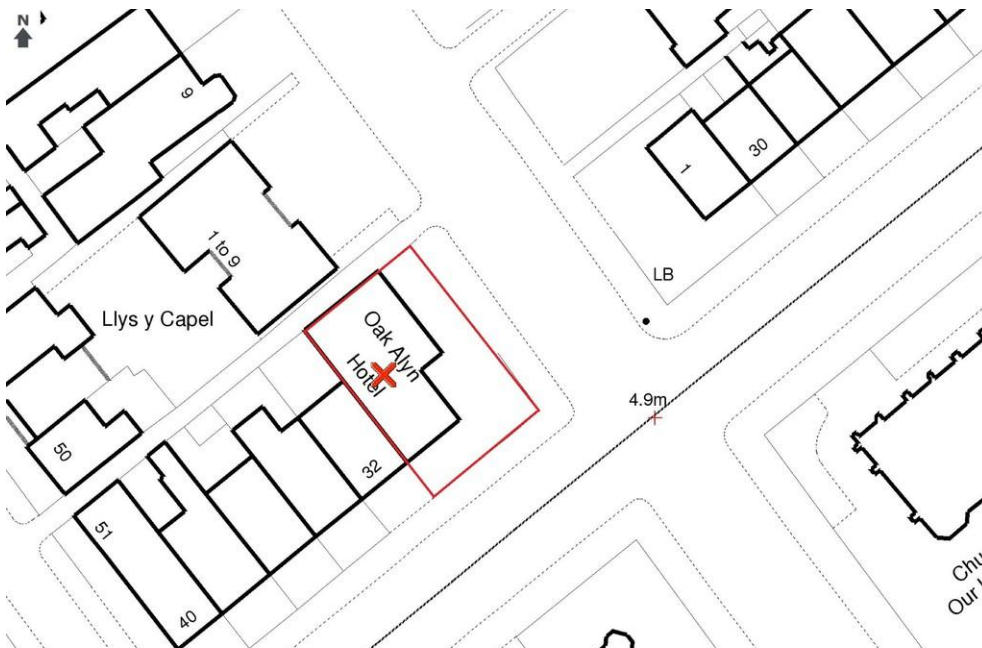 N
9
1
30
1 to 9
LB
Llys y Capel
Oak Alyn
Hotel
4.9m
50
32
51
40
Chu
Our